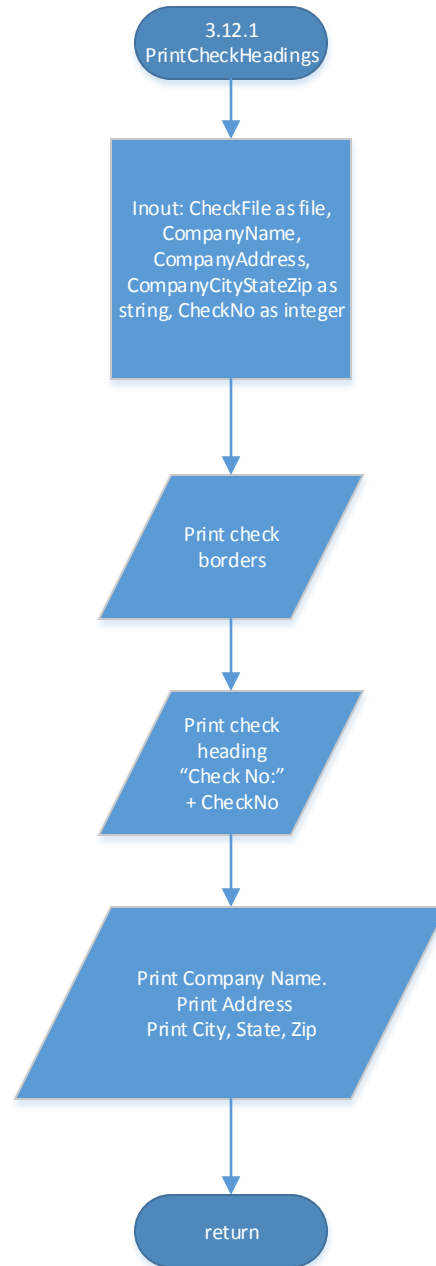 3.12.1
PrintCheckHeadings
Inout: CheckFile as file,
CompanyName,
CompanyAddress,
CompanyCityStateZip as
string, CheckNo as integer
Print check
borders
Print check
heading
“Check No:”
+ CheckNo
Print Company Name.
Print Address
Print City, State, Zip
return